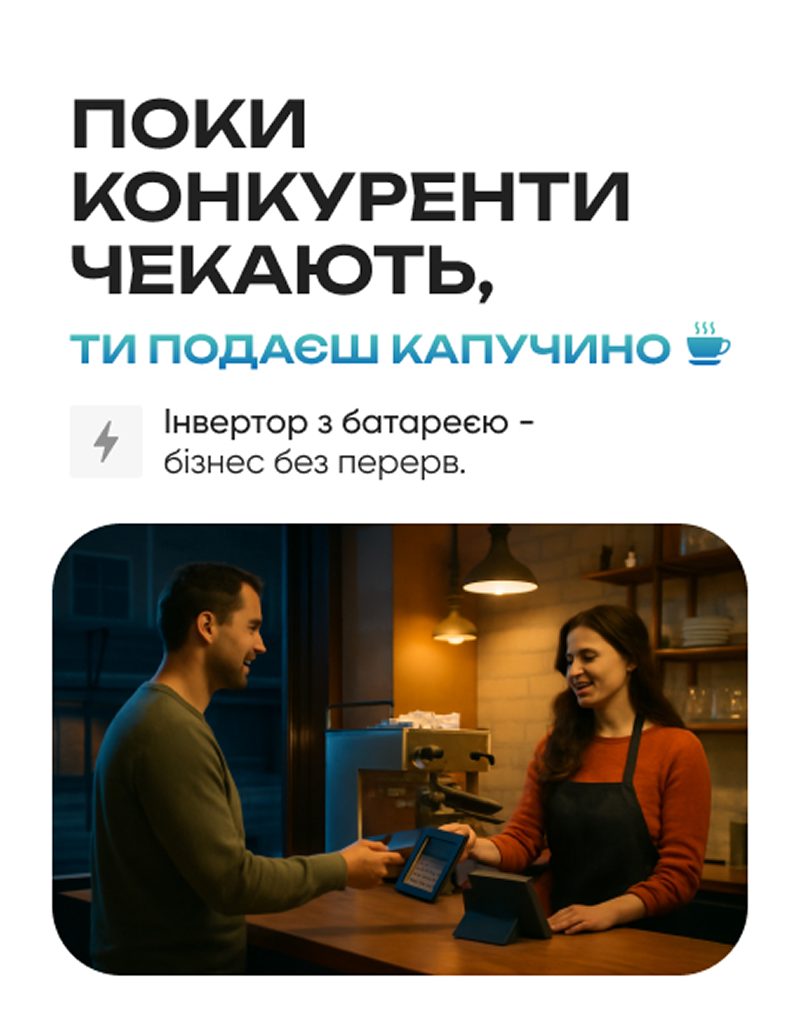 ПОКИ
КОНКУРЕНТИ
ЧЕКАЮТЬ,
ТИ ПОДАЄШ КАПУЧИНО
Інвертор з батареєю -
бізнес без перерв.